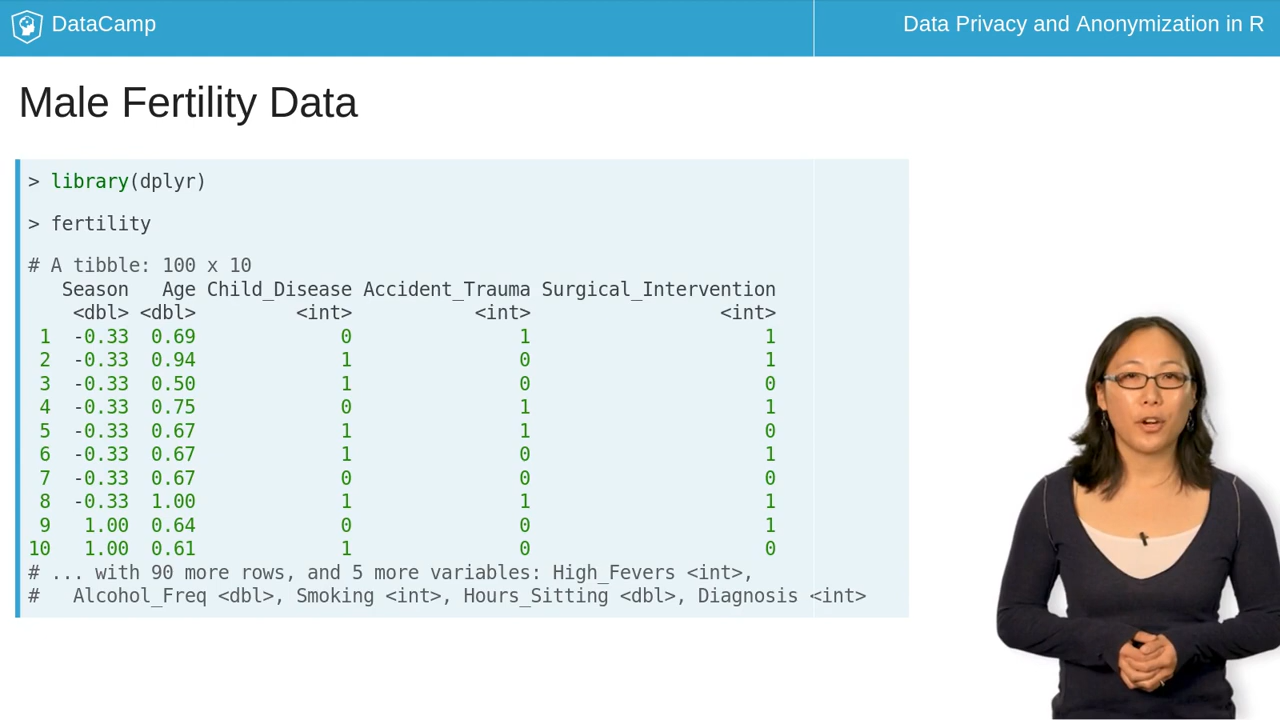 DataCamp
Data Privacy and Anonymization in R
Male Fertility Data
> library(dplyr)
> fertility
# A tibble: 100 x 10
   Season   Age Child_Disease Accident_Trauma Surgical_Intervention
    <dbl> <dbl>         <int>           <int>                 <int>
 1  -0.33  0.69             0               1                     1
 2  -0.33  0.94             1               0                     1
 3  -0.33  0.50             1               0                     0
 4  -0.33  0.75             0               1                     1
 5  -0.33  0.67             1               1                     0
 6  -0.33  0.67             1               0                     1
 7  -0.33  0.67             0               0                     0
 8  -0.33  1.00             1               1                     1
 9   1.00  0.64             0               0                     1
10   1.00  0.61             1               0                     0
# ... with 90 more rows, and 5 more variables: High_Fevers <int>,
#   Alcohol_Freq <dbl>, Smoking <int>, Hours_Sitting <dbl>, Diagnosis <int>